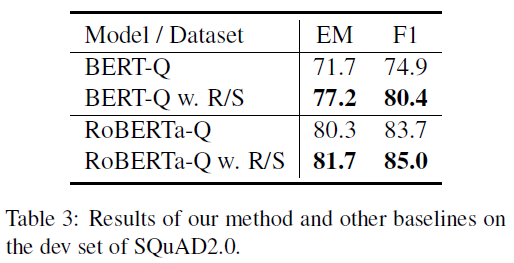 Model / Dataset EM F1
BERT-Q 71.7 74.9
BERT-Q w. R/S 77.2 80.4
RoBERTa-Q 80.3 83.7
RoBERTa-Q w. R/S 81.7 85.0
Table 3: Results of our method and other baselines on
the dev set of SQuAD2.0.